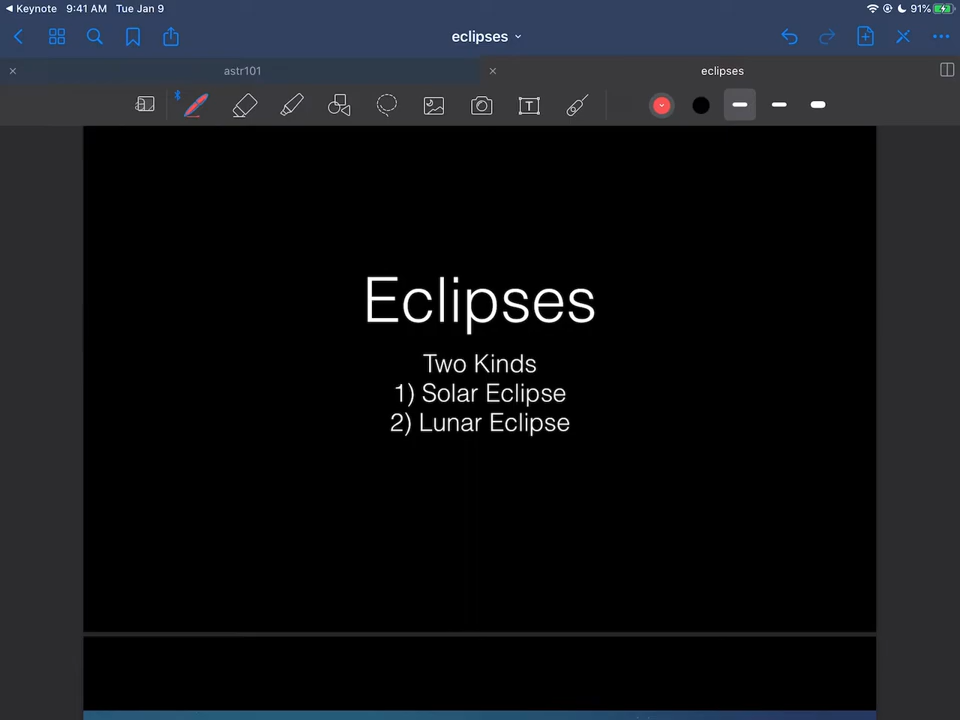 Keynote 9:41 AM Tue Jan 9 91%
eclipses
astr101 eclipses
T
Eclipses
Two Kinds
1) Solar Eclipse
2) Lunar Eclipse